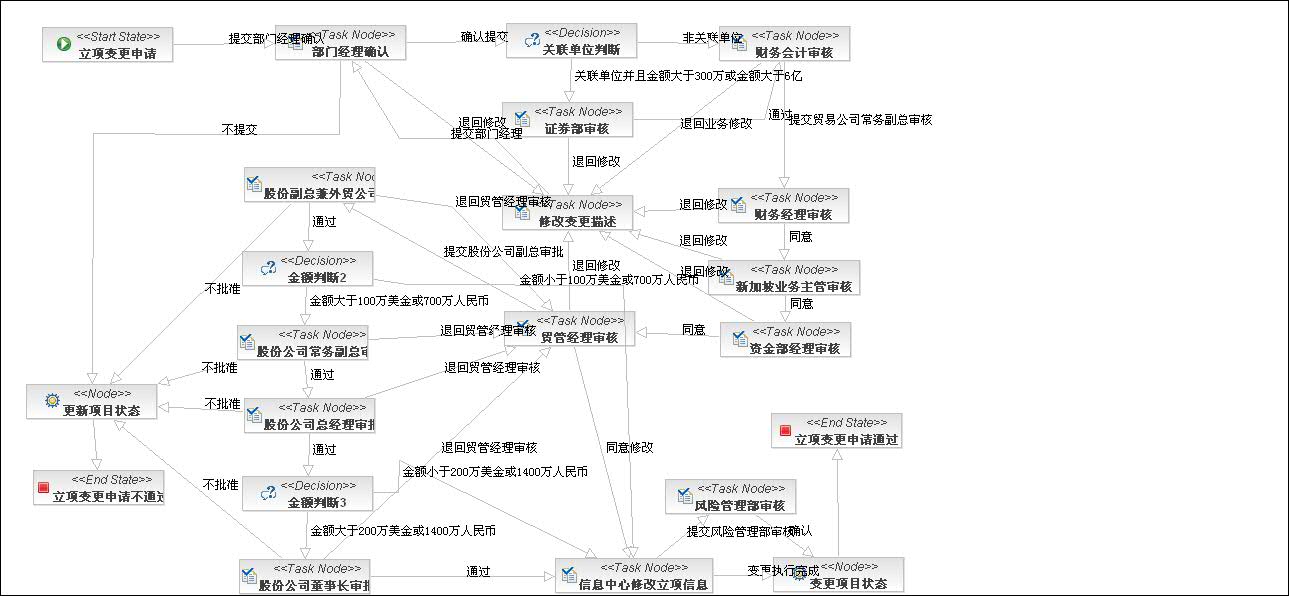 <<Start State>>
立项变更申请
提交部门经理确认
<<Task Node>>
部门经理确认
确认提交
<<Decision>>
关联单位判断
非关联单位
<<Task Node>>
财务会计审核
关联单位并且金额大于300万或金额大于6亿
不提交
退回修改
提交部门经理
<<Task Node>>
证券部审核
退回业务修改
通过
提交贸易公司常务副总审核
退回修改
<<Task Noc
股份副总兼外贸公司
退回贸管经理审核
<<Task Node>>
修改变更描述
退回修改
<<Task Node>>
财务经理审核
通过
提交股份公司副总审批
退回修改
同意
<<Decision>>
金额判断2
退回修改
金额小于100万美金或700万人民币
退回修改
<<Task Node>>
新加坡业务主管审核
不批准
金额大于100万美金或700万人民币
同意
<<Task Node>>
股份公司常务副总审
退回贸管经理审核
<<Task Node>>
贸管经理审核
同意
<<Task Node>>
资金部经理审核
不批准
通过
退回贸管经理审核
<<Node>>
更新项目状态
不批准
<<Task Node>>
股份公司总经理审批
<<End State>>
立项变更申请通过
通过
退回贸管经理审核
同意修改
<<End State>>
立项变更申请不通过
不批准
<<Decision>>
金额判断3
金额小于200万美金或1400万人民币
<<Task Node>>
风险管理部审核
金额大于200万美金或1400万人民币
提交风险管理部审核
确认
<<Task Node>>
股份公司董事长审批
通过
<<Task Node>>
信息中心修改立项信息
变更执行完成
<<Node>>
变更项目状态